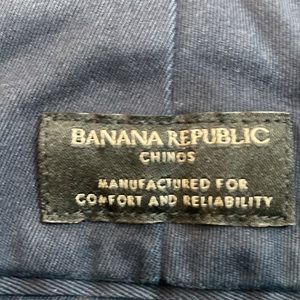 BANANA REPUBLIC
CHINOS
MANUFACTURED FOR
COMFORT AND RELIABILITY